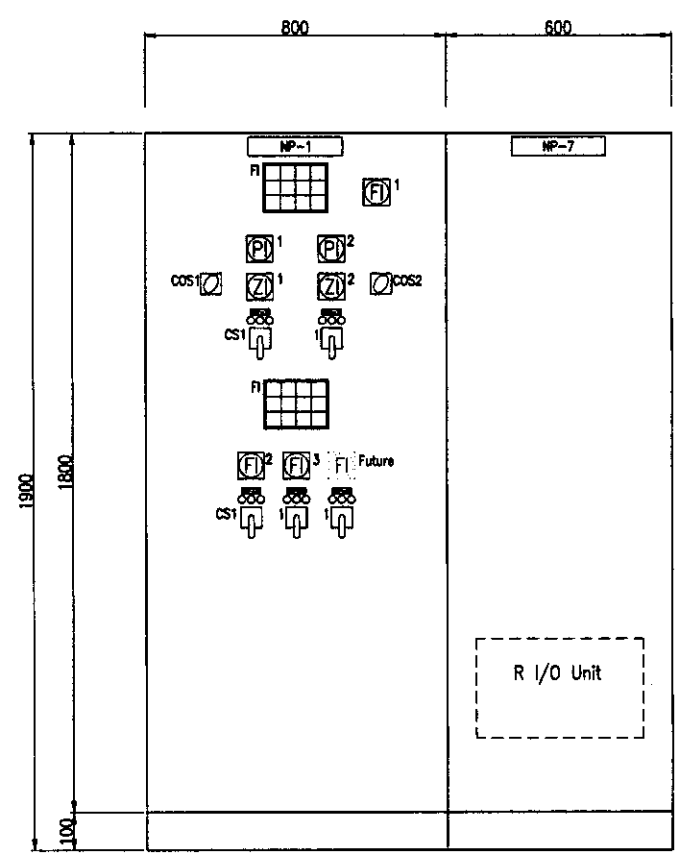 800 600
NP-1 NP-7
FI
FI 1
PI 1 PI 2
COS1 ZI 1 ZI 2 COS2
CS1 1
FI
FI 2 FI 3 FI Future
CS1 1 1
1900 1800
R I/O Unit
100